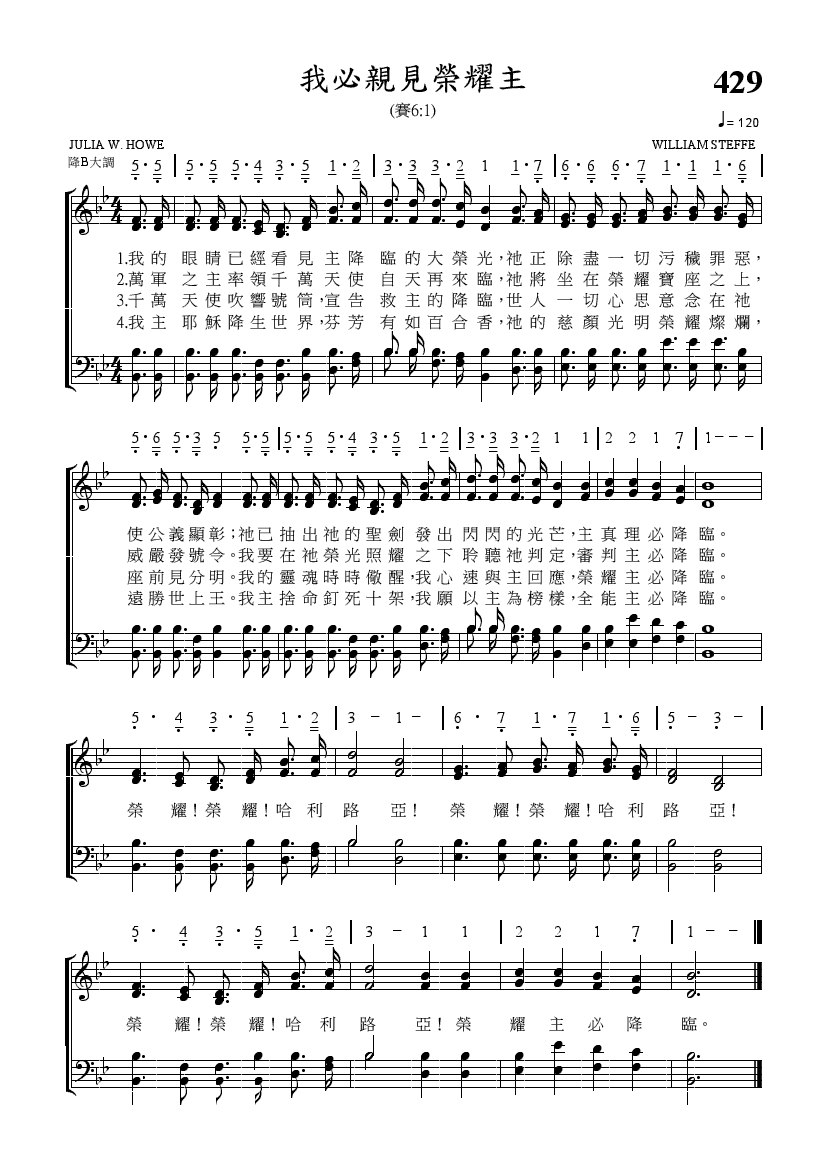 我必親見榮耀主
429
(賽6:1)
♩= 120
JULIA W. HOWE
WILLIAM STEFFE
降B大調 5· 5 | 5· 5 5· 4 3· 5 1· 2 | 3· 3 3· 2 1 1· 7 | 6· 6 6· 7 1· 1 1· 6 |
1.我的眼睛已經看見主降臨的大榮光,祂正除盡一切污穢罪惡,
2.萬軍之主率領千萬天使自天再來臨,祂將坐在榮耀寶座之上,
3.千萬天使吹響號筒,宣告救主的降臨,世人一切心思意念在祂
4.我主耶穌降生世界,芬芳有如百合香,祂的慈顏光明榮耀燦爛,
5· 6 5· 3 5 5· 5 | 5· 5 5· 4 3· 5 1· 2 | 3· 3 3· 2 1 1 | 2 2 1 7 | 1 – – – |
使公義顯彰;祂已抽出祂的聖劍發出閃閃的光芒,主真理必降臨。
威嚴發號令。我要在祂榮光照耀之下聆聽祂判定,審判主必降臨。
座前見分明。我的靈魂時時儆醒,我心速與主回應,榮耀主必降臨。
遠勝世上王。我主捨命釘死十架,我願以主為榜樣,全能主必降臨。
5 · 4 3· 5 1· 2 | 3 – 1 – | 6 · 7 1· 7 1· 6 | 5 – 3 – |
榮耀!榮耀!哈利路亞!榮耀!榮耀!哈利路亞!
5 · 4 3· 5 1· 2 | 3 – 1 1 | 2 2 1 7 | 1 – –
榮耀!榮耀!哈利路亞!榮耀主必降臨。